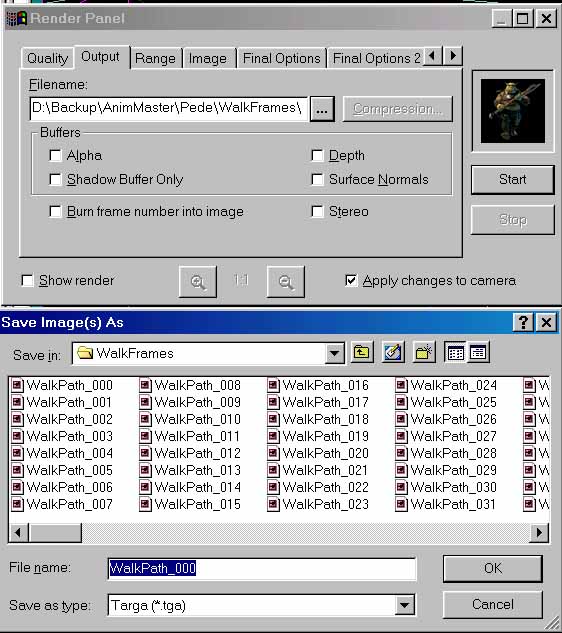 Render Panel
Quality Output Range Image Final Options Final Options 2
Filename:
D:\Backup\AnimMaster\Pede\WalkFrames\ ... Compression...
Buffers
Alpha Depth
Shadow Buffer Only Surface Normals
Burn frame number into image Stereo
Start
Stop
Show render 1:1 Apply changes to camera
Save Image(s) As
Save in: WalkFrames
WalkPath_000 WalkPath_008 WalkPath_016 WalkPath_024 W
WalkPath_001 WalkPath_009 WalkPath_017 WalkPath_025 W
WalkPath_002 WalkPath_010 WalkPath_018 WalkPath_026 W
WalkPath_003 WalkPath_011 WalkPath_019 WalkPath_027 W
WalkPath_004 WalkPath_012 WalkPath_020 WalkPath_028 W
WalkPath_005 WalkPath_013 WalkPath_021 WalkPath_029 W
WalkPath_006 WalkPath_014 WalkPath_022 WalkPath_030 W
WalkPath_007 WalkPath_015 WalkPath_023 WalkPath_031 W
File name: WalkPath_000 OK
Save as type: Targa (*.tga) Cancel